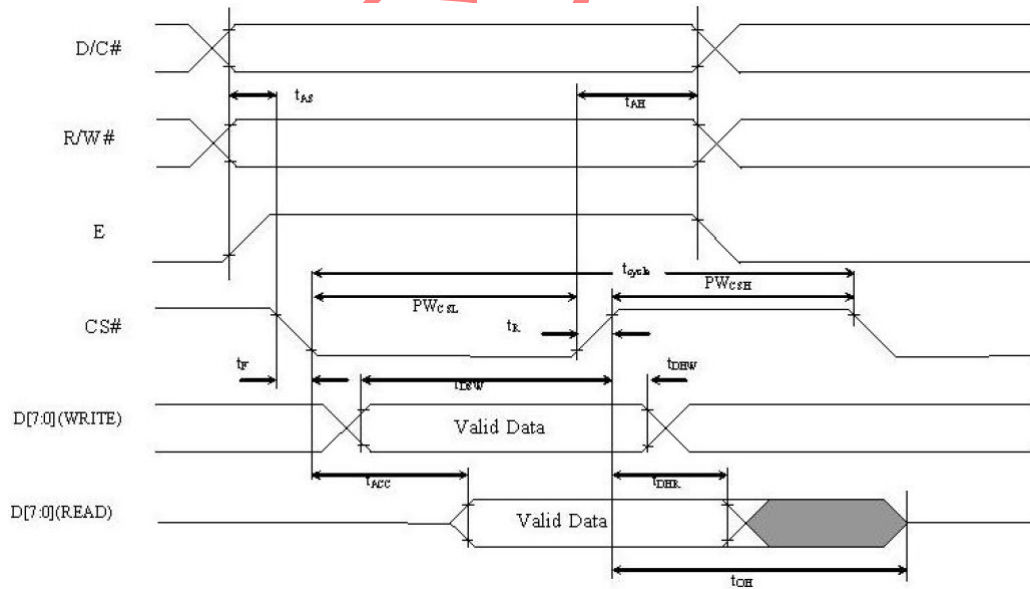 D/C#
tAS
tAH
R/W#
E
tcycle
PWCSL
PWCSH
CS#
tR
tF
tDSW
tDHW
D[7:0](WRITE)
Valid Data
tACC
tDHR
D[7:0](READ)
Valid Data
tOH